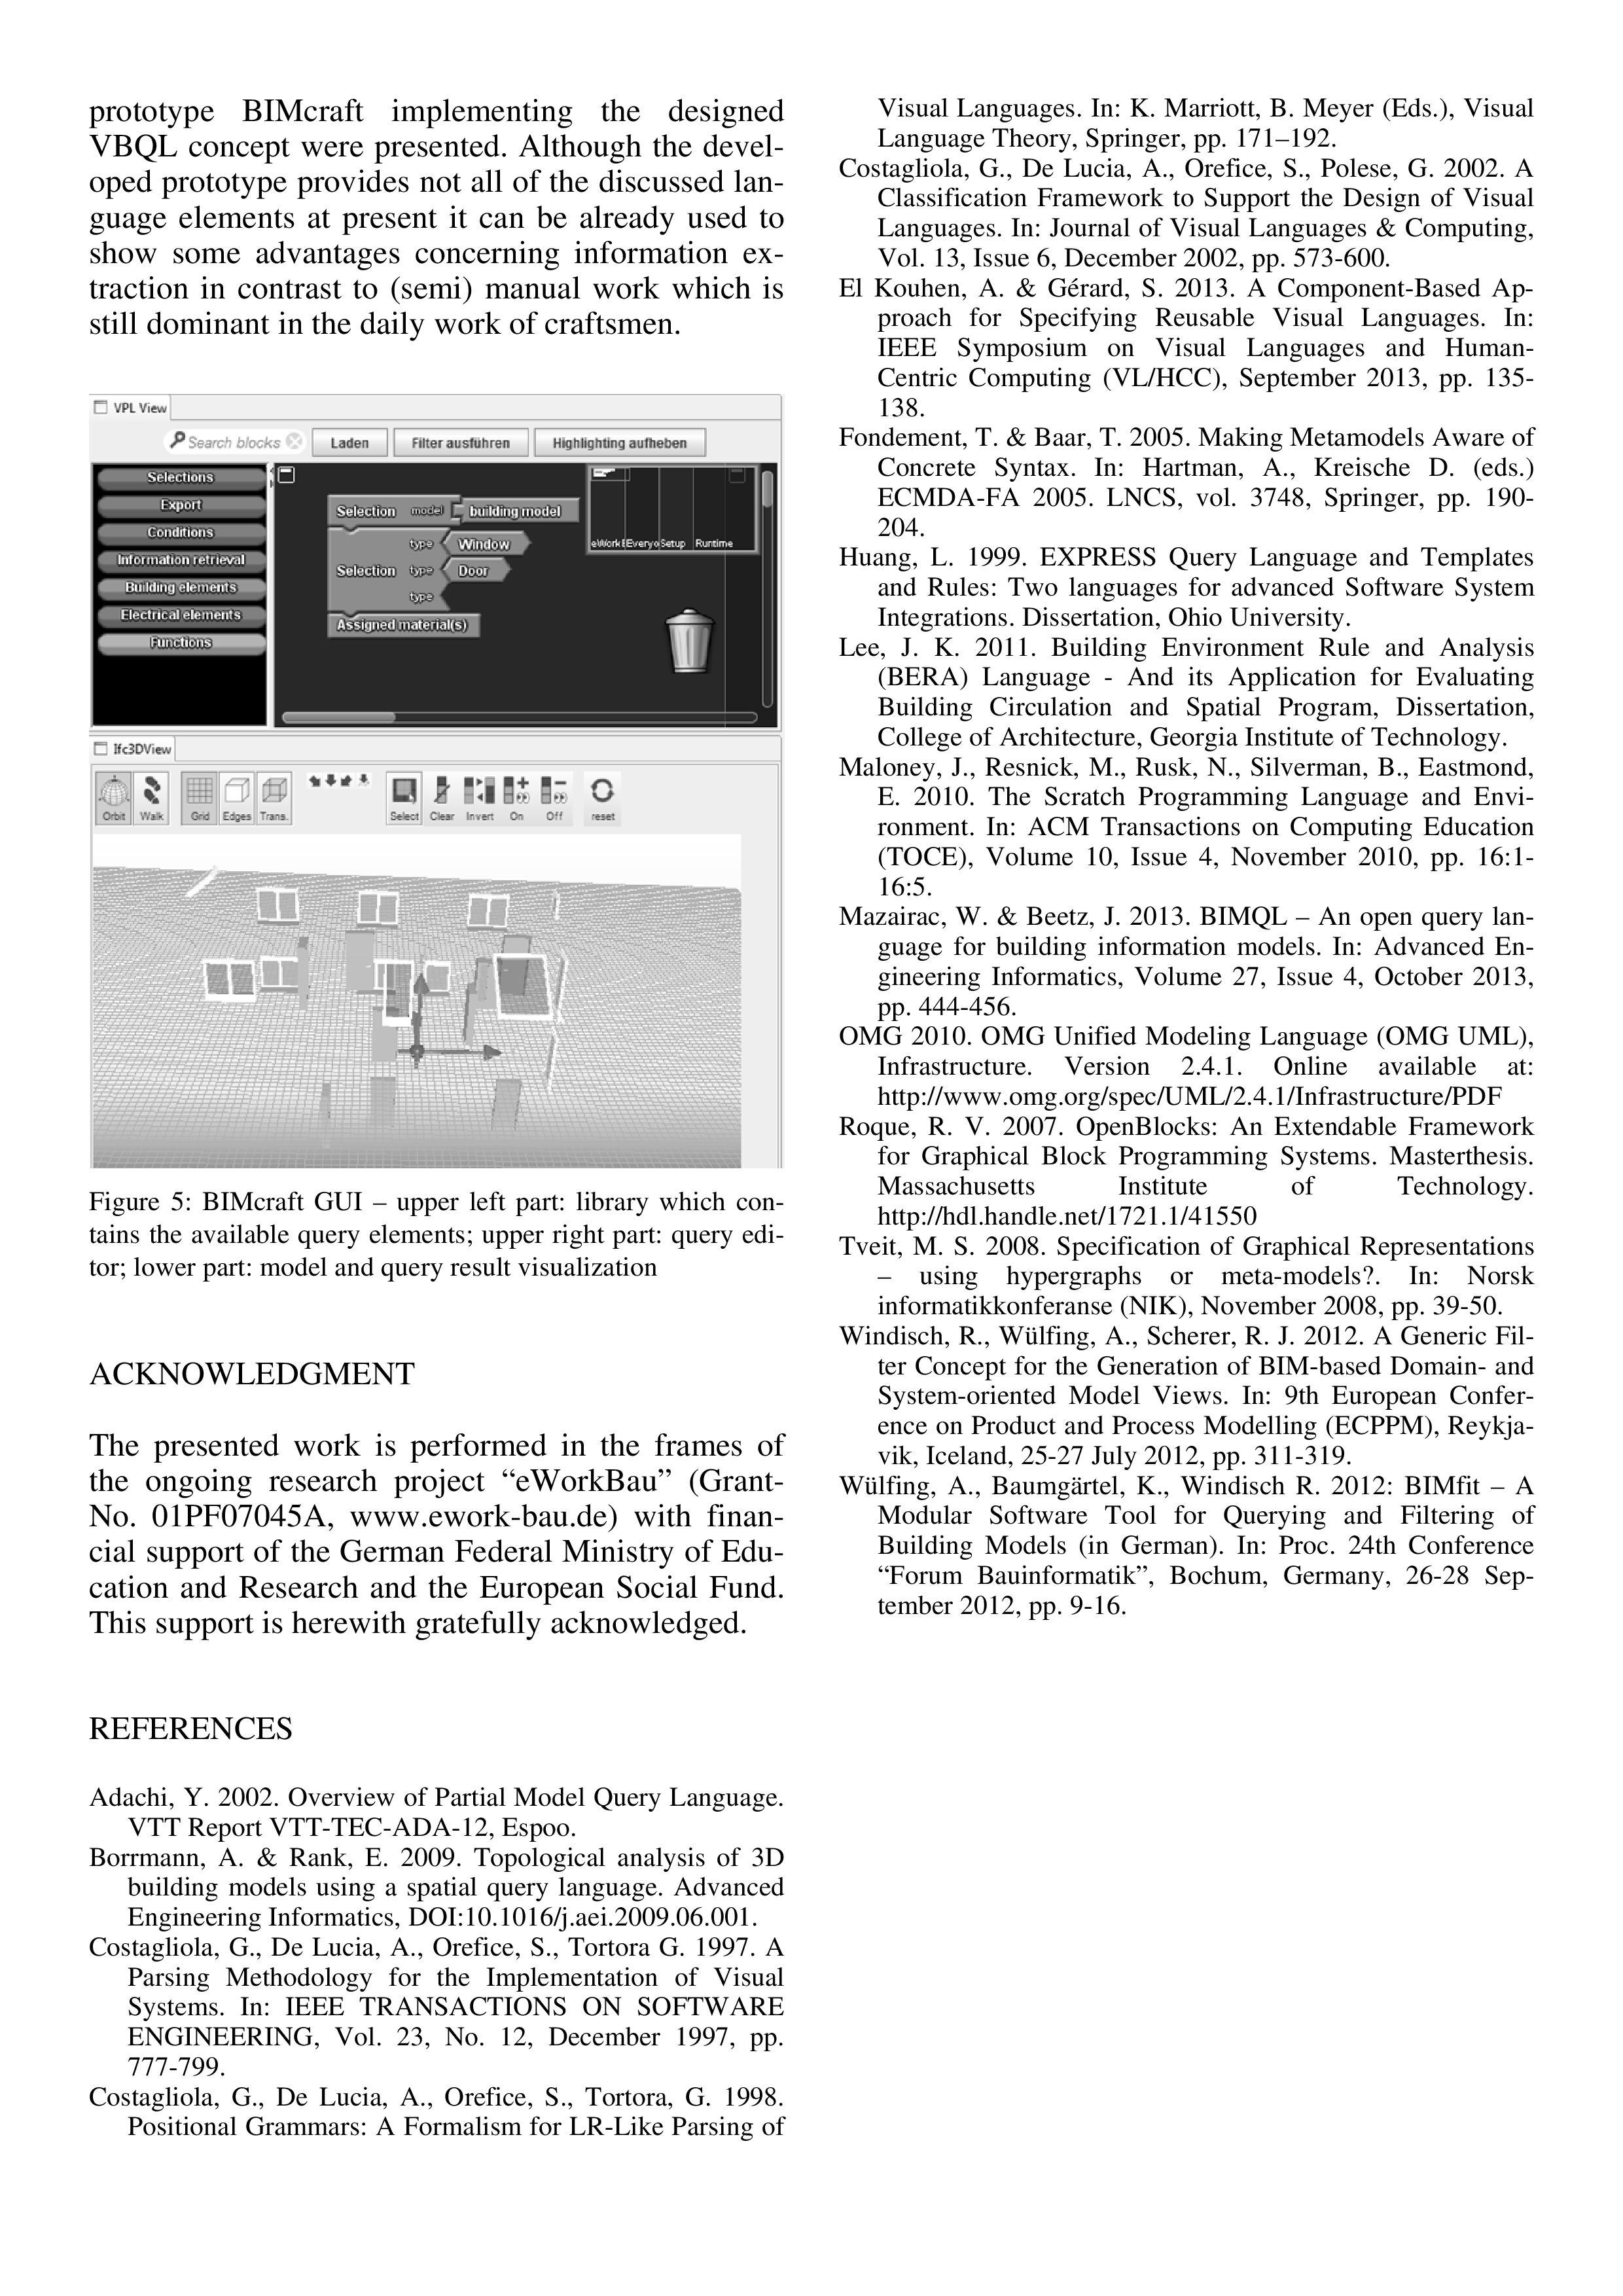 prototype BIMcraft implementing the designed
VBQL concept were presented. Although the devel-
oped prototype provides not all of the discussed lan-
guage elements at present it can be already used to
show some advantages concerning information ex-
traction in contrast to (semi) manual work which is
still dominant in the daily work of craftsmen.
VPL View
Search blocks
Laden
Filter ausführen
Highlighting aufheben
Selections
Export
Conditions
Information retrieval
Building elements
Electrical elements
Functions
Selection model building model
type Window
Selection type Door
type
Assigned material(s)
Setup Runtime
Ifc3DView
Orbit Walk Grid Edges Trans. Select Clear Invert On Off reset
Figure 5: BIMcraft GUI – upper left part: library which con-
tains the available query elements; upper right part: query edi-
tor; lower part: model and query result visualization
ACKNOWLEDGMENT
The presented work is performed in the frames of
the ongoing research project “eWorkBau” (Grant-
No. 01PF07045A, www.ework-bau.de) with finan-
cial support of the German Federal Ministry of Edu-
cation and Research and the European Social Fund.
This support is herewith gratefully acknowledged.
REFERENCES
Adachi, Y. 2002. Overview of Partial Model Query Language.
VTT Report VTT-TEC-ADA-12, Espoo.
Borrmann, A. & Rank, E. 2009. Topological analysis of 3D
building models using a spatial query language. Advanced
Engineering Informatics, DOI:10.1016/j.aei.2009.06.001.
Costagliola, G., De Lucia, A., Orefice, S., Tortora G. 1997. A
Parsing Methodology for the Implementation of Visual
Systems. In: IEEE TRANSACTIONS ON SOFTWARE
ENGINEERING, Vol. 23, No. 12, December 1997, pp.
777-799.
Costagliola, G., De Lucia, A., Orefice, S., Tortora, G. 1998.
Positional Grammars: A Formalism for LR-Like Parsing of
Visual Languages. In: K. Marriott, B. Meyer (Eds.), Visual
Language Theory, Springer, pp. 171–192.
Costagliola, G., De Lucia, A., Orefice, S., Polese, G. 2002. A
Classification Framework to Support the Design of Visual
Languages. In: Journal of Visual Languages & Computing,
Vol. 13, Issue 6, December 2002, pp. 573-600.
El Kouhen, A. & Gérard, S. 2013. A Component-Based Ap-
proach for Specifying Reusable Visual Languages. In:
IEEE Symposium on Visual Languages and Human-
Centric Computing (VL/HCC), September 2013, pp. 135-
138.
Fondement, T. & Baar, T. 2005. Making Metamodels Aware of
Concrete Syntax. In: Hartman, A., Kreische D. (eds.)
ECMDA-FA 2005. LNCS, vol. 3748, Springer, pp. 190-
204.
Huang, L. 1999. EXPRESS Query Language and Templates
and Rules: Two languages for advanced Software System
Integrations. Dissertation, Ohio University.
Lee, J. K. 2011. Building Environment Rule and Analysis
(BERA) Language - And its Application for Evaluating
Building Circulation and Spatial Program, Dissertation,
College of Architecture, Georgia Institute of Technology.
Maloney, J., Resnick, M., Rusk, N., Silverman, B., Eastmond,
E. 2010. The Scratch Programming Language and Envi-
ronment. In: ACM Transactions on Computing Education
(TOCE), Volume 10, Issue 4, November 2010, pp. 16:1-
16:5.
Mazairac, W. & Beetz, J. 2013. BIMQL – An open query lan-
guage for building information models. In: Advanced En-
gineering Informatics, Volume 27, Issue 4, October 2013,
pp. 444-456.
OMG 2010. OMG Unified Modeling Language (OMG UML),
Infrastructure. Version 2.4.1. Online available at:
http://www.omg.org/spec/UML/2.4.1/Infrastructure/PDF
Roque, R. V. 2007. OpenBlocks: An Extendable Framework
for Graphical Block Programming Systems. Masterthesis.
Massachusetts Institute of Technology.
http://hdl.handle.net/1721.1/41550
Tveit, M. S. 2008. Specification of Graphical Representations
– using hypergraphs or meta-models?. In: Norsk
informatikkonferanse (NIK), November 2008, pp. 39-50.
Windisch, R., Wülfing, A., Scherer, R. J. 2012. A Generic Fil-
ter Concept for the Generation of BIM-based Domain- and
System-oriented Model Views. In: 9th European Confer-
ence on Product and Process Modelling (ECPPM), Reykja-
vik, Iceland, 25-27 July 2012, pp. 311-319.
Wülfing, A., Baumgärtel, K., Windisch R. 2012: BIMfit – A
Modular Software Tool for Querying and Filtering of
Building Models (in German). In: Proc. 24th Conference
“Forum Bauinformatik”, Bochum, Germany, 26-28 Sep-
tember 2012, pp. 9-16.